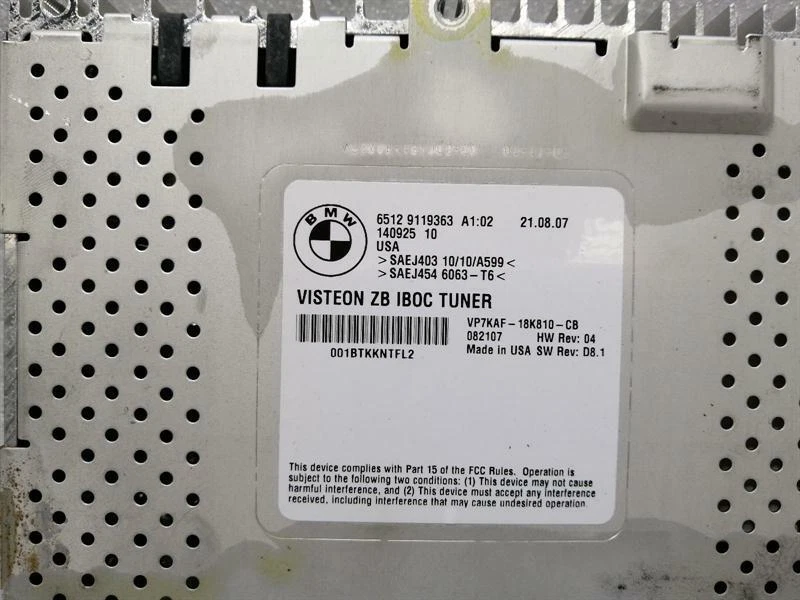 BMW
6512 9119363 A1:02 21.08.07
140925 10
USA
>SAEJ403 10/10/A599<
>SAEJ454 6063-T6<
VISTEON ZB IBOC TUNER
VP7KAF-18K810-CB
082107 HW Rev: 04
Made in USA SW Rev: D8.1
001BTKKNTFL2
This device complies with Part 15 of the FCC Rules. Operation is
subject to the following two conditions: (1) This device may not cause
harmful interference, and (2) This device must accept any interference
received, including interference that may cause undesired operation.